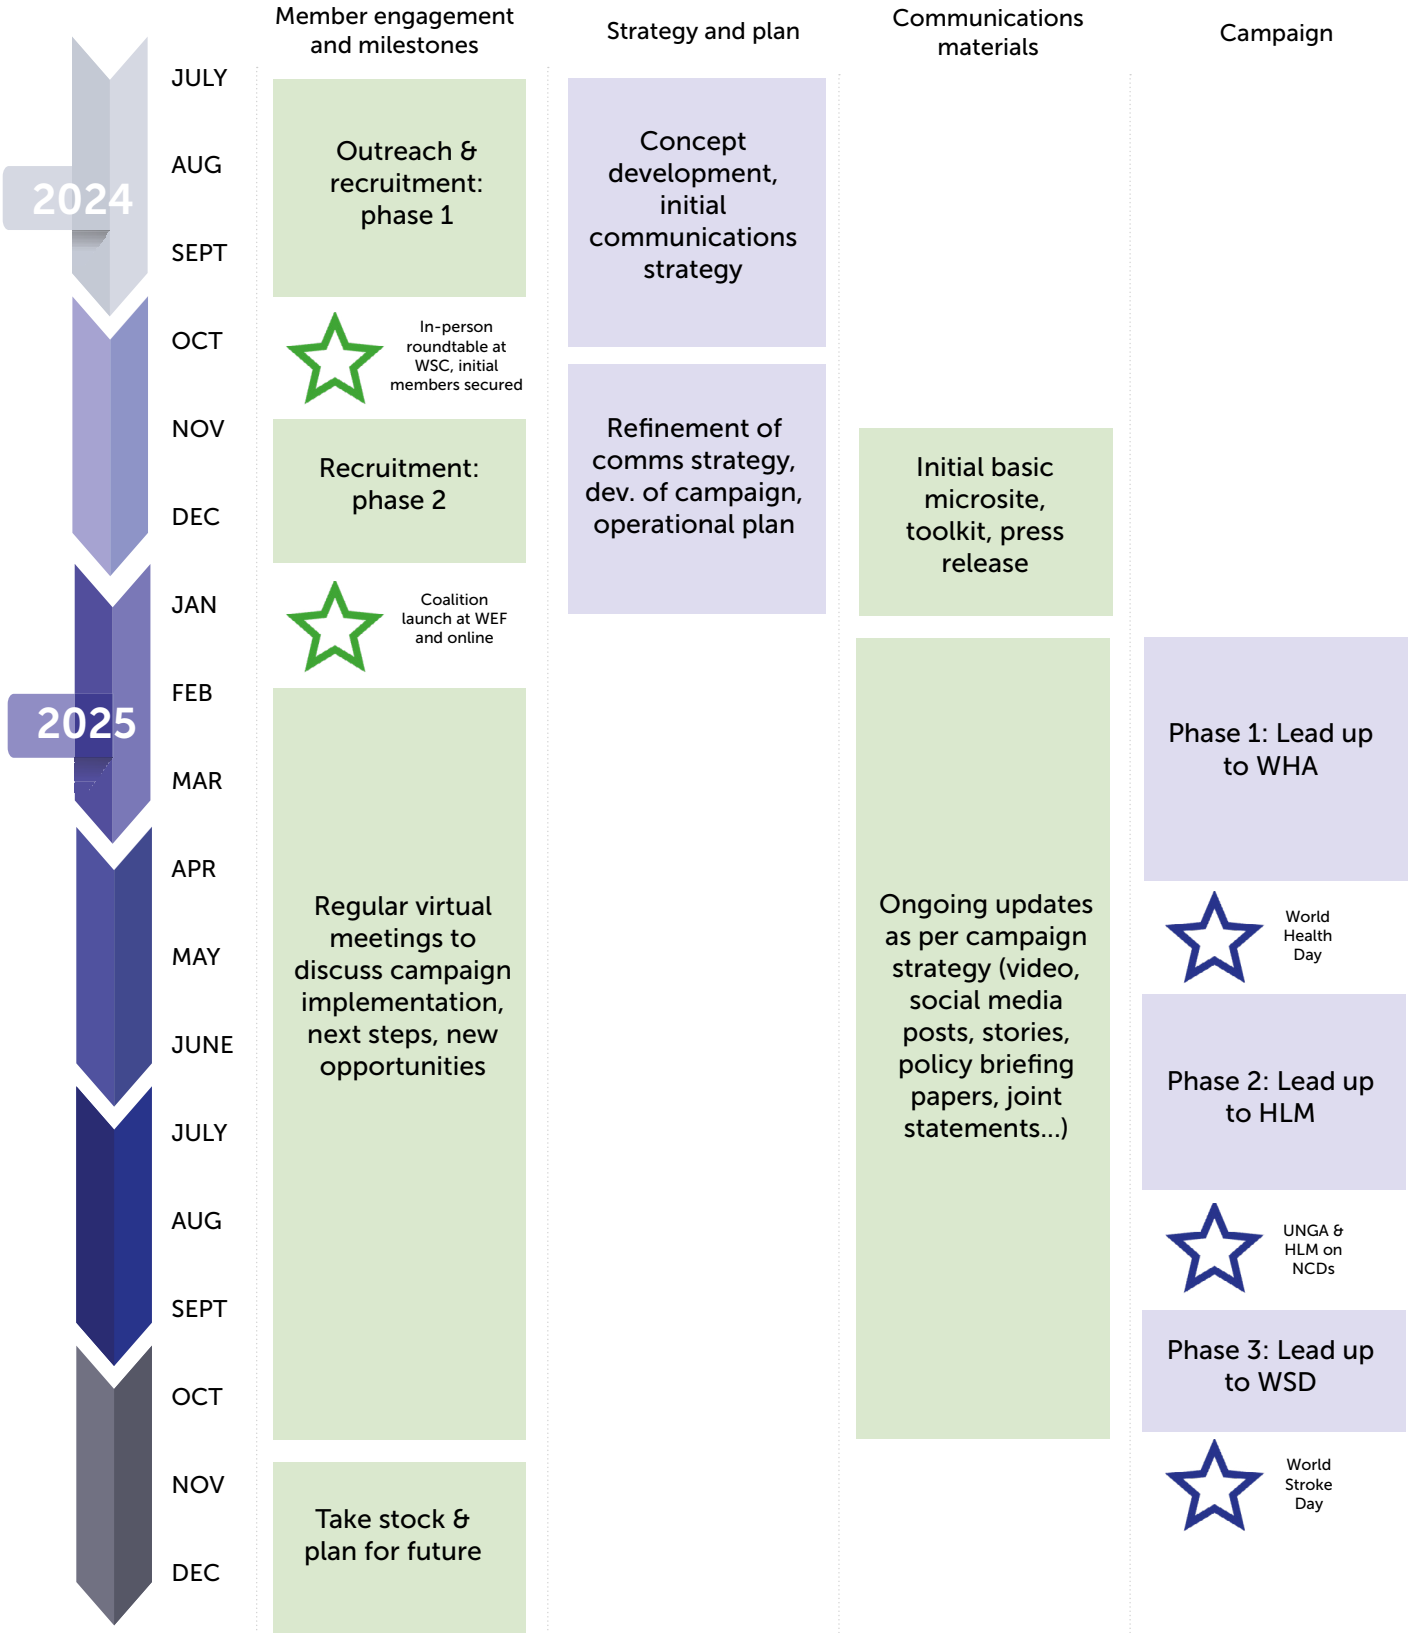 Member engagement
and milestones
Strategy and plan
Communications
materials
Campaign
2024
JULY
AUG
SEPT
OCT
NOV
DEC
2025
JAN
FEB
MAR
APR
MAY
JUNE
JULY
AUG
SEPT
OCT
NOV
DEC
Outreach &
recruitment:
phase 1
In-person
roundtable at
WSC, initial
members secured
Recruitment:
phase 2
Coalition
launch at WEF
and online
Regular virtual
meetings to
discuss campaign
implementation,
next steps, new
opportunities
Take stock &
plan for future
Concept
development,
initial
communications
strategy
Refinement of
comms strategy,
dev. of campaign,
operational plan
Initial basic
microsite,
toolkit, press
release
Ongoing updates
as per campaign
strategy (video,
social media
posts, stories,
policy briefing
papers, joint
statements...)
Phase 1: Lead up
to WHA
World
Health
Day
Phase 2: Lead up
to HLM
UNGA &
HLM on
NCDs
Phase 3: Lead up
to WSD
World
Stroke
Day